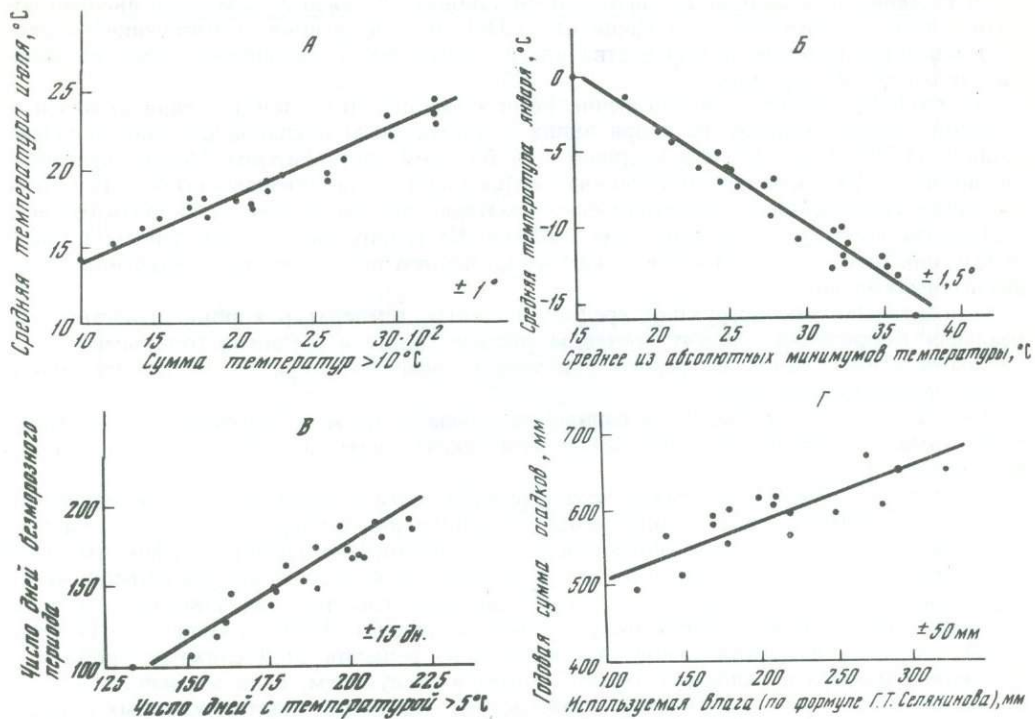 А
Средняя температура июля, °С
25
20
15
10
± 1°
10 15 20 25 30·10²
Сумма температур >10°С
Б
Средняя температура января, °С
0
-5
-10
-15
± 1,5°
15 20 25 30 35 40
Среднее из абсолютных минимумов температуры, °С
В
Число дней безморозного
периода
200
150
100
±15 дн.
125 150 175 200 225
Число дней с температурой >5°С
Г
Годовая сумма осадков, мм
700
600
500
400
±50 мм
100 150 200 250 300
Используемая влага (по формуле Г.Т. Селянинова), мм